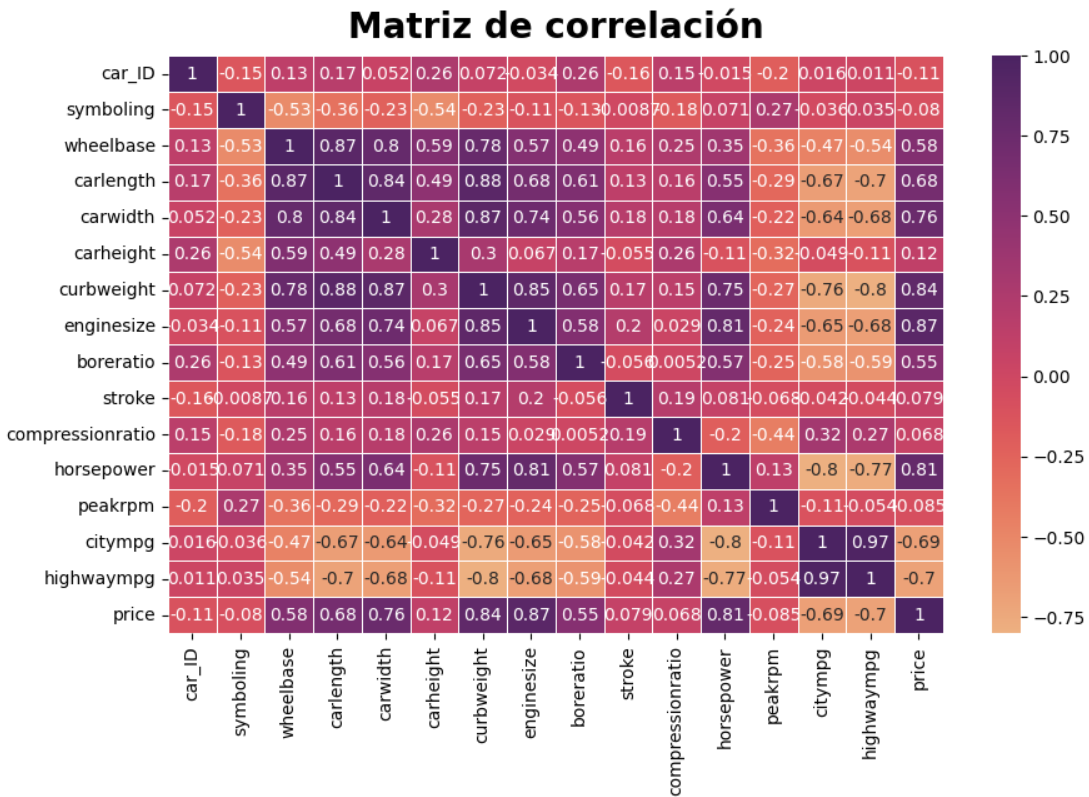 Matriz de correlación
car_ID 1 -0.15 0.13 0.17 0.052 0.26 0.072 -0.034 0.26 -0.16 0.15 -0.015 -0.2 0.016 0.011 -0.11
symboling -0.15 1 -0.53 -0.36 -0.23 -0.54 -0.23 -0.11 -0.13 -0.0087 -0.18 0.071 0.27 -0.036 0.035 -0.08
wheelbase 0.13 -0.53 1 0.87 0.8 0.59 0.78 0.57 0.49 0.16 0.25 0.35 -0.36 -0.47 -0.54 0.58
carlength 0.17 -0.36 0.87 1 0.84 0.49 0.88 0.68 0.61 0.13 0.16 0.55 -0.29 -0.67 -0.7 0.68
carwidth 0.052 -0.23 0.8 0.84 1 0.28 0.87 0.74 0.56 0.18 0.18 0.64 -0.22 -0.64 -0.68 0.76
carheight 0.26 -0.54 0.59 0.49 0.28 1 0.3 0.067 0.17 -0.055 0.26 -0.11 -0.32 -0.049 -0.11 0.12
curbweight 0.072 -0.23 0.78 0.88 0.87 0.3 1 0.85 0.65 0.17 0.15 0.75 -0.27 -0.76 -0.8 0.84
enginesize -0.034 -0.11 0.57 0.68 0.74 0.067 0.85 1 0.58 0.2 0.029 0.81 -0.24 -0.65 -0.68 0.87
boreratio 0.26 -0.13 0.49 0.61 0.56 0.17 0.65 0.58 1 -0.056 0.0052 0.57 -0.25 -0.58 -0.59 0.55
stroke -0.16 -0.0087 0.16 0.13 0.18 -0.055 0.17 0.2 -0.056 1 0.19 0.081 -0.068 -0.042 -0.044 0.079
compressionratio 0.15 -0.18 0.25 0.16 0.18 0.26 0.15 0.029 0.0052 0.19 1 -0.2 -0.44 0.32 0.27 0.068
horsepower -0.015 0.071 0.35 0.55 0.64 -0.11 0.75 0.81 0.57 0.081 -0.2 1 0.13 -0.8 -0.77 0.81
peakrpm -0.2 0.27 -0.36 -0.29 -0.22 -0.32 -0.27 -0.24 -0.25 -0.068 -0.44 0.13 1 -0.11 -0.054 -0.085
citympg 0.016 -0.036 -0.47 -0.67 -0.64 -0.049 -0.76 -0.65 -0.58 -0.042 0.32 -0.8 -0.11 1 0.97 -0.69
highwaympg 0.011 0.035 -0.54 -0.7 -0.68 -0.11 -0.8 -0.68 -0.59 -0.044 0.27 -0.77 -0.054 0.97 1 -0.7
price -0.11 -0.08 0.58 0.68 0.76 0.12 0.84 0.87 0.55 0.079 0.068 0.81 -0.085 -0.69 -0.7 1
car_ID symboling wheelbase carlength carwidth carheight curbweight enginesize boreratio stroke compressionratio horsepower peakrpm citympg highwaympg price
1.00
0.75
0.50
0.25
0.00
−0.25
−0.50
−0.75